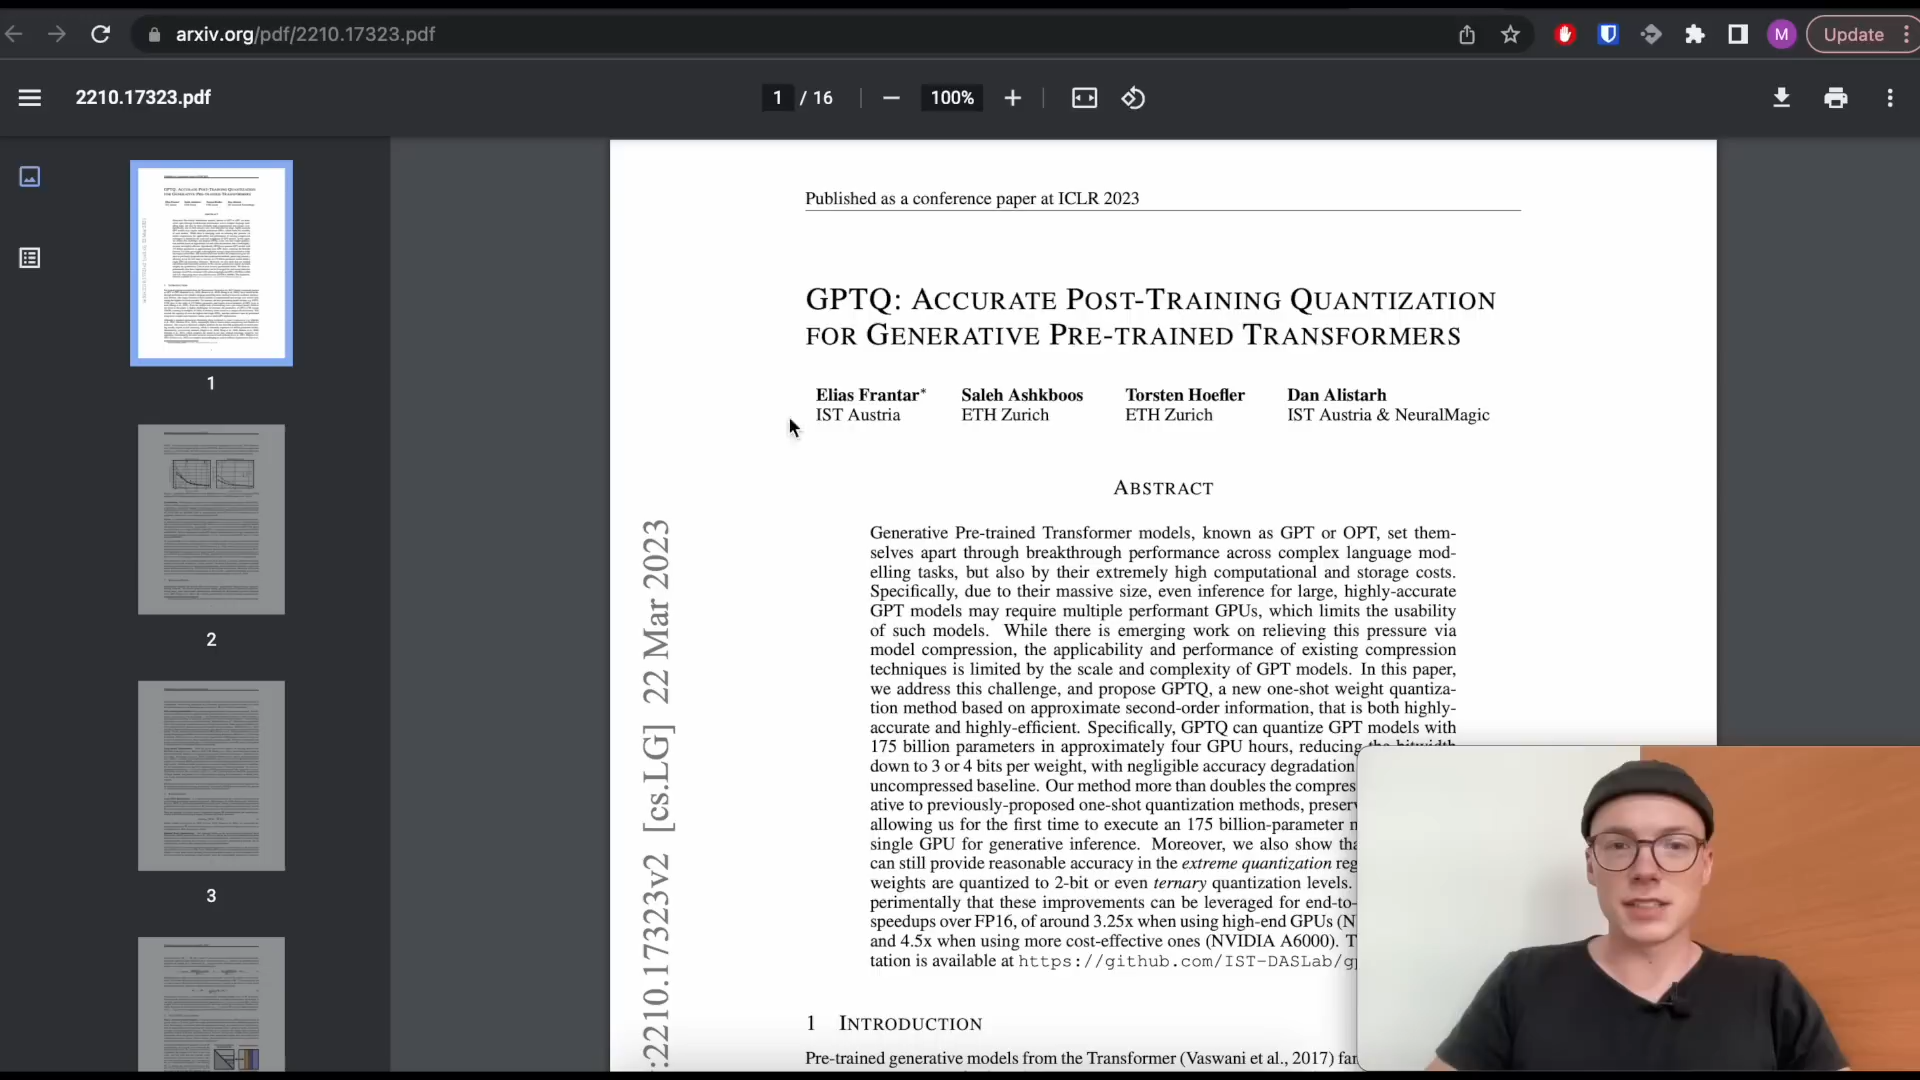 arxiv.org/pdf/2210.17323.pdf
M
Update
2210.17323.pdf
1 / 16
100%
1
2
3
Published as a conference paper at ICLR 2023
GPTQ: ACCURATE POST-TRAINING QUANTIZATION
FOR GENERATIVE PRE-TRAINED TRANSFORMERS
Elias Frantar* Saleh Ashkboos Torsten Hoefler Dan Alistarh
IST Austria ETH Zurich ETH Zurich IST Austria & NeuralMagic
ABSTRACT
Generative Pre-trained Transformer models, known as GPT or OPT, set them-
selves apart through breakthrough performance across complex language mod-
elling tasks, but also by their extremely high computational and storage costs.
Specifically, due to their massive size, even inference for large, highly-accurate
GPT models may require multiple performant GPUs, which limits the usability
of such models. While there is emerging work on relieving this pressure via
model compression, the applicability and performance of existing compression
techniques is limited by the scale and complexity of GPT models. In this paper,
we address this challenge, and propose GPTQ, a new one-shot weight quantiza-
tion method based on approximate second-order information, that is both highly-
accurate and highly-efficient. Specifically, GPTQ can quantize GPT models with
175 billion parameters in approximately four GPU hours, reducing the bitwidth
down to 3 or 4 bits per weight, with negligible accuracy degradation
uncompressed baseline. Our method more than doubles the compres
ative to previously-proposed one-shot quantization methods, preserv
allowing us for the first time to execute an 175 billion-parameter
single GPU for generative inference. Moreover, we also show tha
can still provide reasonable accuracy in the extreme quantization reg
weights are quantized to 2-bit or even ternary quantization levels.
perimentally that these improvements can be leveraged for end-to-
speedups over FP16, of around 3.25x when using high-end GPUs (N
and 4.5x when using more cost-effective ones (NVIDIA A6000). T
tation is available at https://github.com/IST-DASLab/g
1 INTRODUCTION
Pre-trained generative models from the Transformer (Vaswani et al., 2017) fa
:2210.17323v2 [cs.LG] 22 Mar 2023